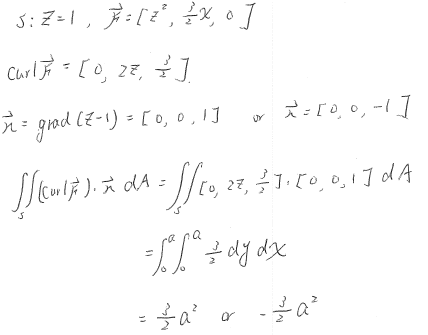 S: z=1 , F⃗=[z², 3/2 x, 0]
curl F⃗ = [0, 2z, 3/2].
n⃗ = grad(z-1) = [0, 0, 1] or n⃗ = [0, 0, -1]
∬_S (curl F⃗)·n⃗ dA = ∬_S [0, 2z, 3/2]·[0, 0, 1] dA
= ∫₀ᵃ ∫₀ᵃ 3/2 dy dx
= 3/2 a² or -3/2 a²